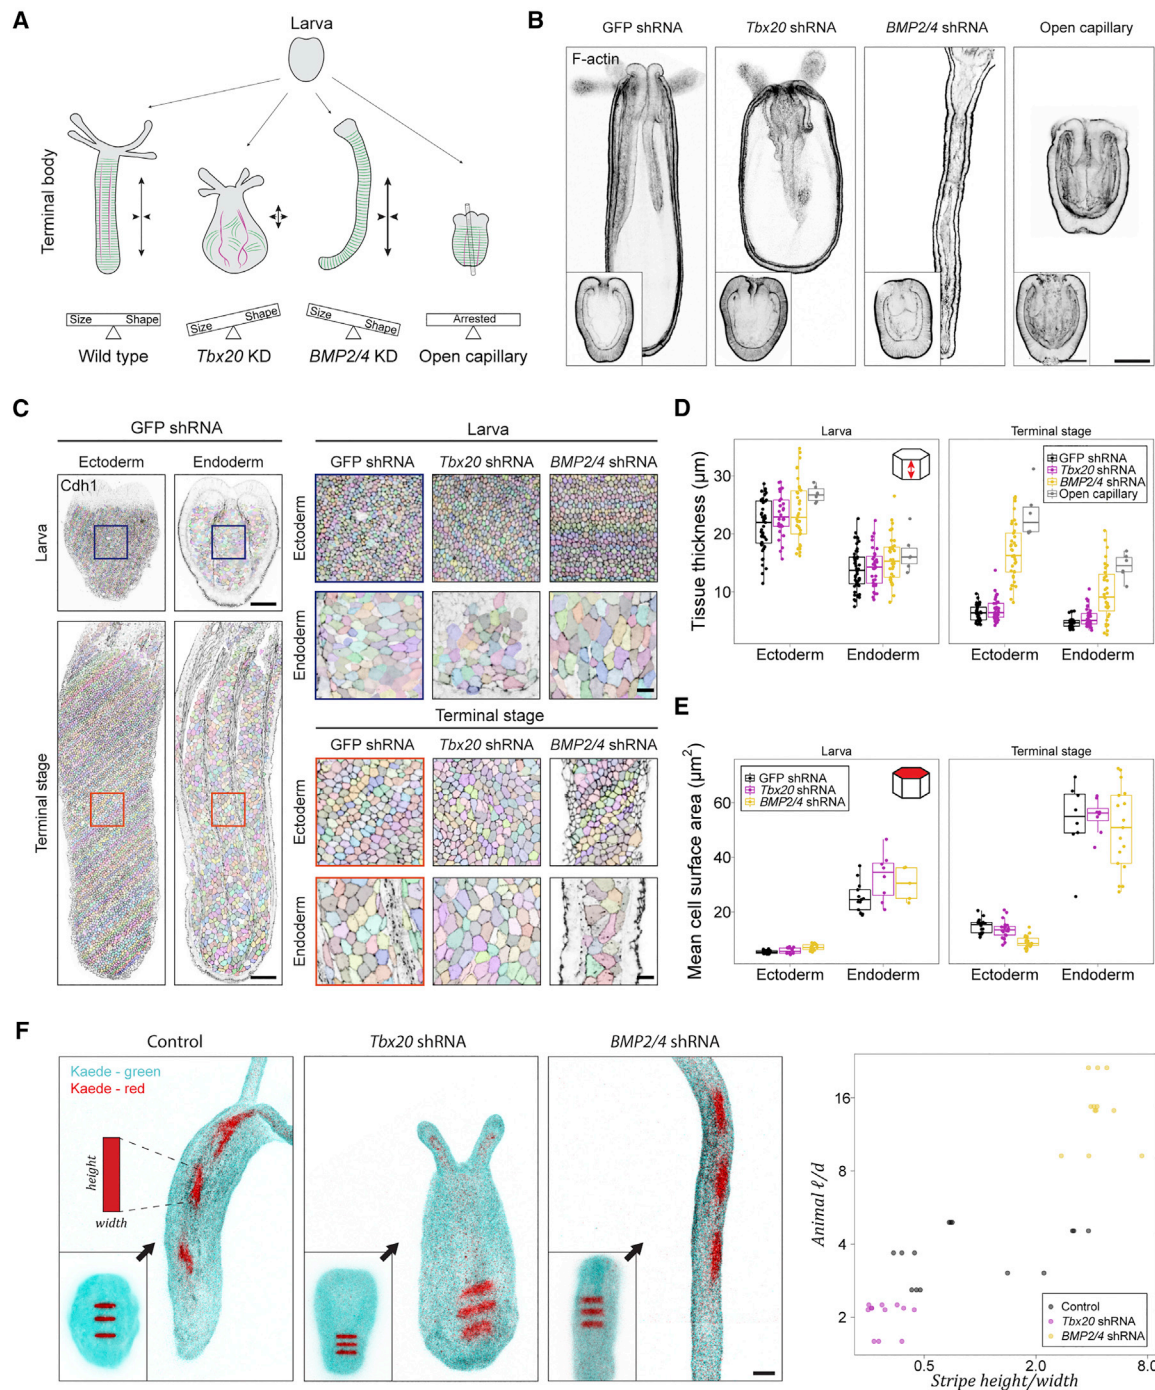 A
Larva
Terminal body
Size Shape
Size Shape
Size Shape
Arrested
Wild type
Tbx20 KD
BMP2/4 KD
Open capillary
B
GFP shRNA
Tbx20 shRNA
BMP2/4 shRNA
Open capillary
F-actin
C
GFP shRNA
Ectoderm
Endoderm
Cdh1
Larva
Terminal stage
Larva
GFP shRNA
Tbx20 shRNA
BMP2/4 shRNA
Ectoderm
Endoderm
Terminal stage
GFP shRNA
Tbx20 shRNA
BMP2/4 shRNA
Ectoderm
Endoderm
D
Larva
Terminal stage
Tissue thickness (µm)
30
20
10
GFP shRNA
Tbx20 shRNA
BMP2/4 shRNA
Open capillary
Ectoderm
Endoderm
Ectoderm
Endoderm
E
Larva
Terminal stage
Mean cell surface area (µm²)
60
40
20
GFP shRNA
Tbx20 shRNA
BMP2/4 shRNA
Ectoderm
Endoderm
Ectoderm
Endoderm
F
Control
Tbx20 shRNA
BMP2/4 shRNA
Kaede - green
Kaede - red
height
width
Animal ℓ/d
16
8
4
2
Control
Tbx20 shRNA
BMP2/4 shRNA
0.5
2.0
8.0
Stripe height/width